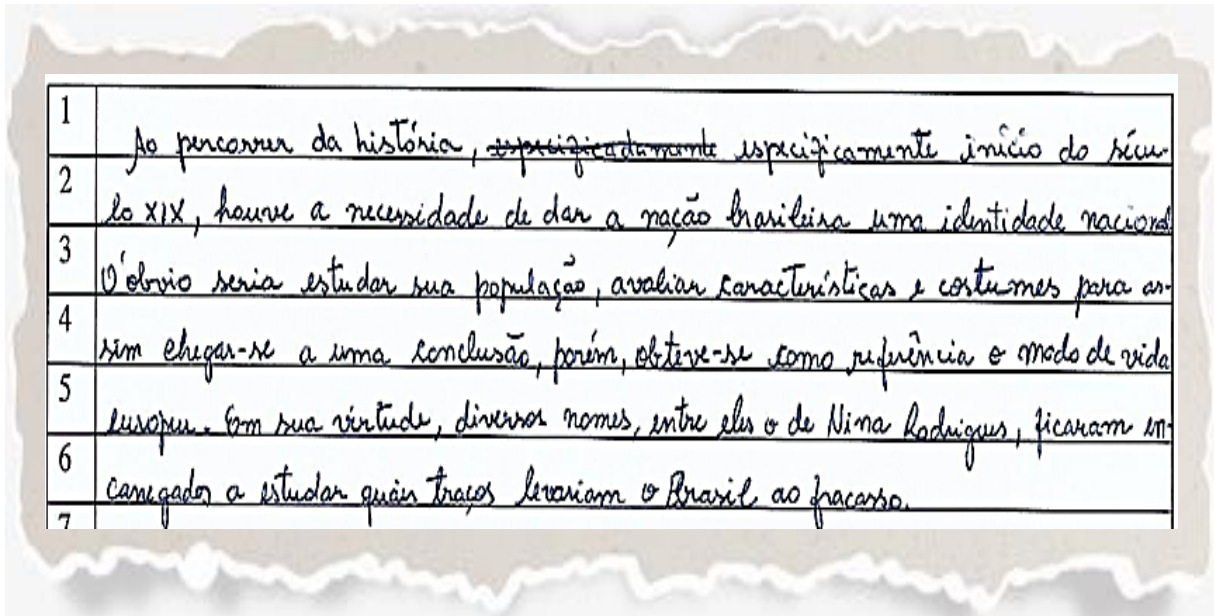 1 Ao percorrer da história, especificadamente especificamente início do sécu-
2 lo XIX, houve a necessidade de dar a nação brasileira uma identidade nacional.
3 O óbvio seria estudar sua população, avaliar características e costumes para as-
4 sim chegar-se a uma conclusão, porém, obteve-se como referência o modo de vida
5 europeu. Em sua virtude, diversos nomes, entre eles o de Nina Rodrigues, ficaram en-
6 carregados a estudar quais traços levariam o Brasil ao fracasso.
7